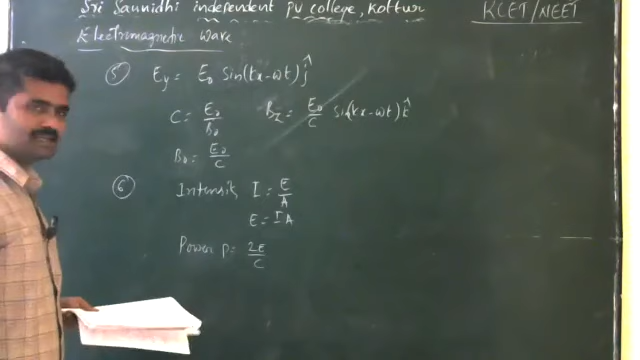 Sri Saunidhi independent PU college, Kottur
KCET/NEET
Electromagnetic Wave
5 Ey = E0 sin(kx-ωt) ĵ
C = E0/B0 Bz = E0/C sin(kx-ωt) k̂
B0 = E0/C
6 Intensity I = E/A
E = IA
Power p = 2E/C